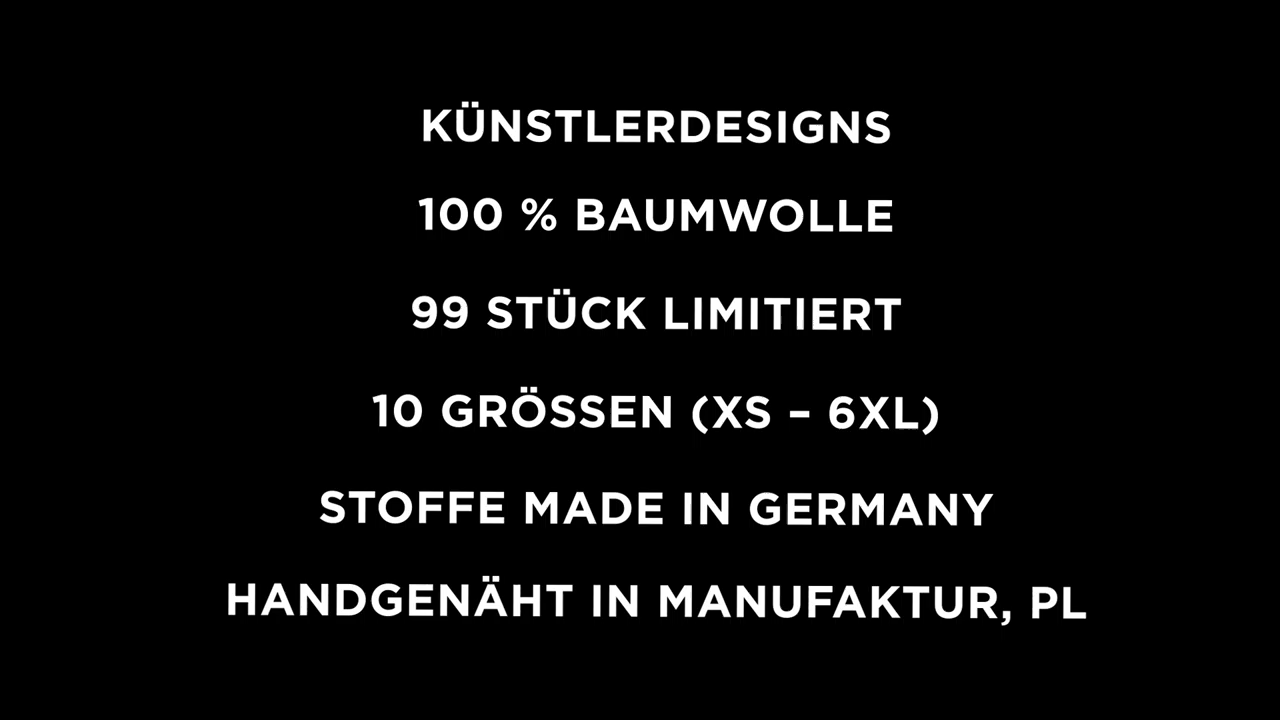 KÜNSTLERDESIGNS
100 % BAUMWOLLE
99 STÜCK LIMITIERT
10 GRÖSSEN (XS – 6XL)
STOFFE MADE IN GERMANY
HANDGENÄHT IN MANUFAKTUR, PL